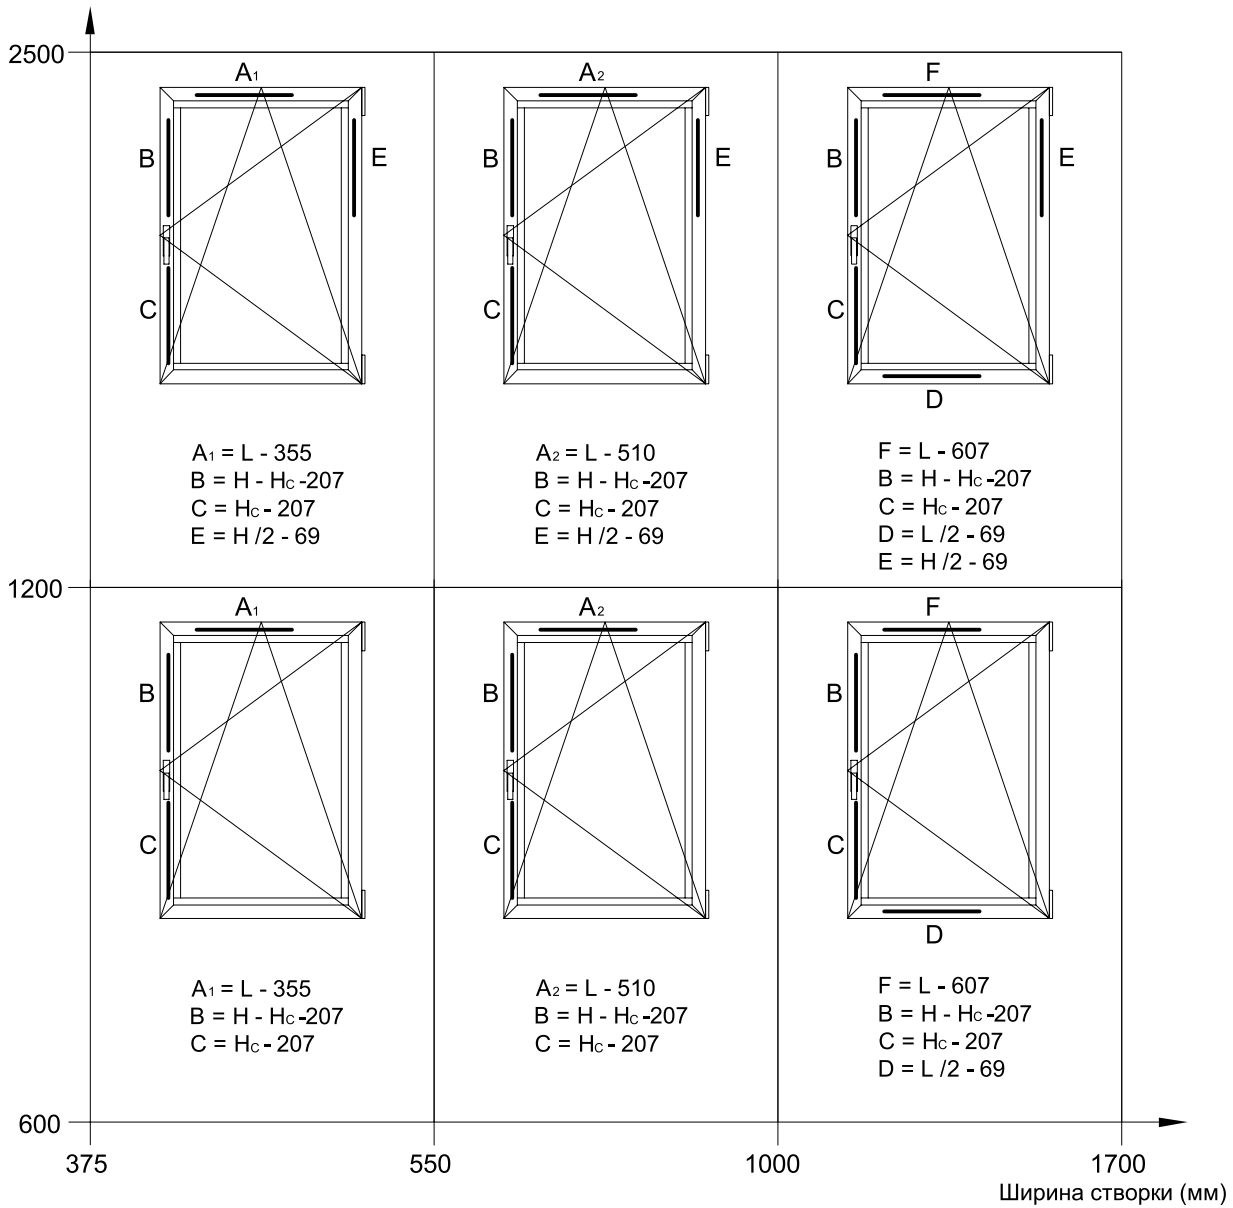 2500
A1
B
E
C
A1 = L - 355
B = H - HC -207
C = HC - 207
E = H /2 - 69
A2
B
E
C
A2 = L - 510
B = H - HC -207
C = HC - 207
E = H /2 - 69
F
B
E
C
D
F = L - 607
B = H - HC -207
C = HC - 207
D = L /2 - 69
E = H /2 - 69
1200
A1
B
C
A1 = L - 355
B = H - HC -207
C = HC - 207
A2
B
C
A2 = L - 510
B = H - HC -207
C = HC - 207
F
B
C
D
F = L - 607
B = H - HC -207
C = HC - 207
D = L /2 - 69
600
375
550
1000
1700
Ширина створки (мм)